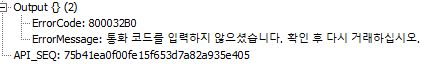 Output {} (2)
ErrorCode: 800032B0
ErrorMessage: 통화 코드를 입력하지 않으셨습니다. 확인 후 다시 거래하십시오.
API_SEQ: 75b41ea0f00fe15f653d7a82a935e405